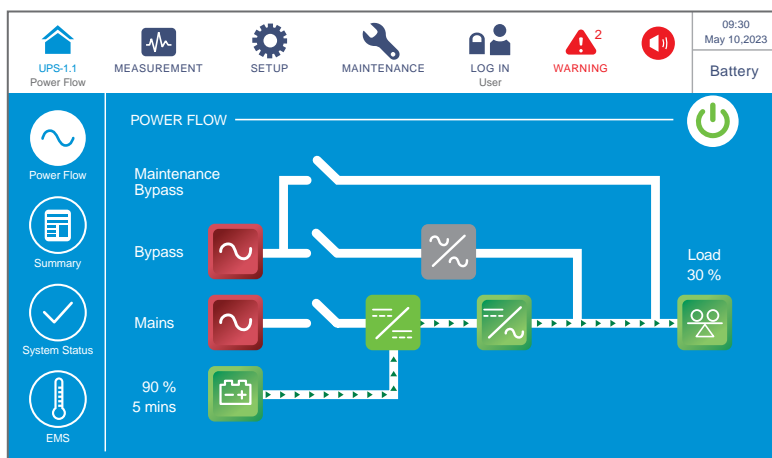 UPS-1.1
Power Flow
MEASUREMENT
SETUP
MAINTENANCE
LOG IN
User
2
WARNING
09:30
May 10,2023
Battery
POWER FLOW
Power Flow
Summary
System Status
EMS
Maintenance
Bypass
Bypass
Mains
90 %
5 mins
Load
30 %